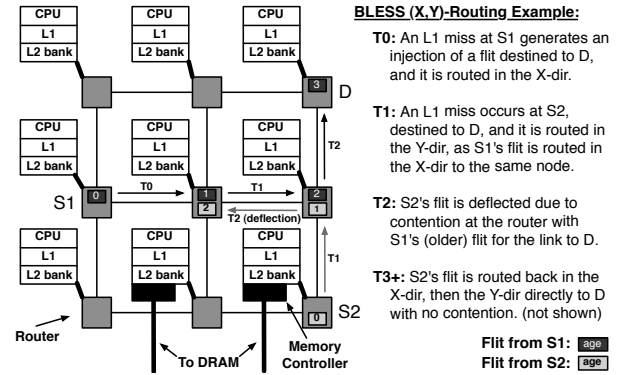 BLESS (X,Y)-Routing Example:
T0: An L1 miss at S1 generates an
injection of a flit destined to D,
and it is routed in the X-dir.
T1: An L1 miss occurs at S2,
destined to D, and it is routed in
the Y-dir, as S1's flit is routed in
the X-dir to the same node.
T2: S2's flit is deflected due to
contention at the router with
S1's (older) flit for the link to D.
T3+: S2's flit is routed back in the
X-dir, then the Y-dir directly to D
with no contention. (not shown)
Flit from S1: age
Flit from S2: age
CPU CPU CPU
L1 L1 L1
L2 bank L2 bank L2 bank
3 D
CPU CPU CPU
L1 L1 L1
L2 bank L2 bank L2 bank
T2
0 T0 1 T1 2
S1 2 T2 (deflection) 1
CPU CPU CPU
L1 L1 L1
L2 bank L2 bank L2 bank
T1
0 S2
Router
To DRAM
Memory
Controller